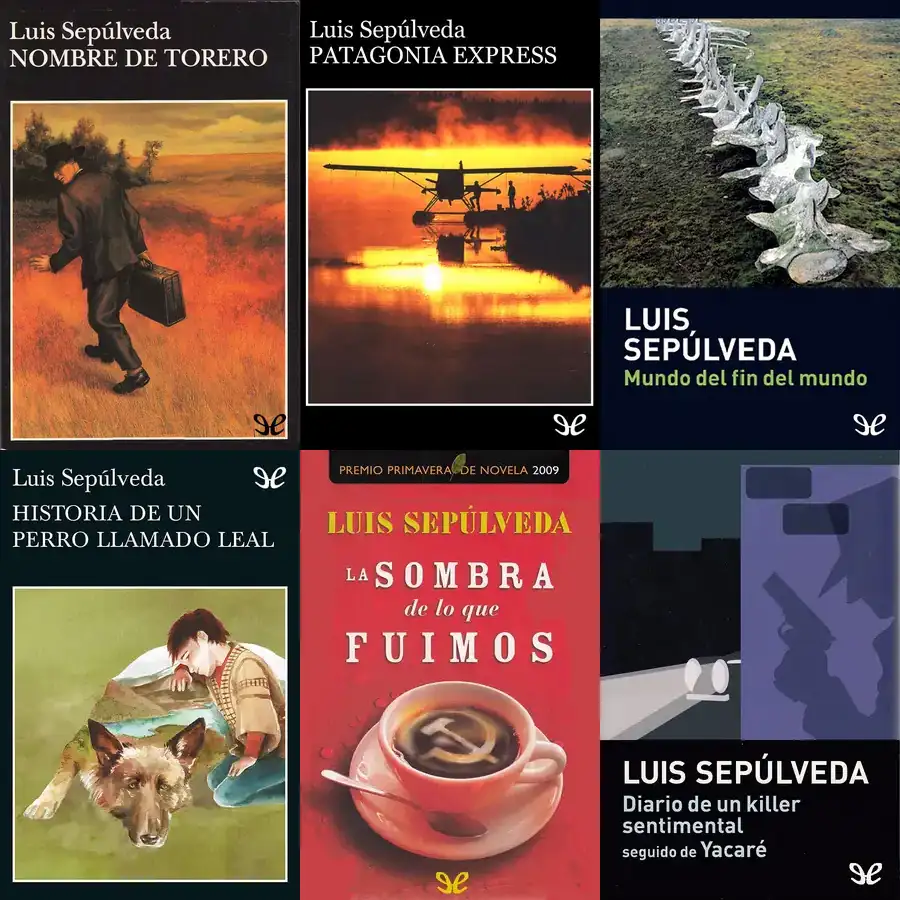 Luis Sepúlveda
NOMBRE DE TORERO
Luis Sepúlveda
PATAGONIA EXPRESS
LUIS
SEPÚLVEDA
Mundo del fin del mundo
Luis Sepúlveda
HISTORIA DE UN
PERRO LLAMADO LEAL
PREMIO PRIMAVERA DE NOVELA 2009
LUIS SEPÚLVEDA
LA SOMBRA
de lo que
FUIMOS
LUIS SEPÚLVEDA
Diario de un killer
sentimental
seguido de Yacaré